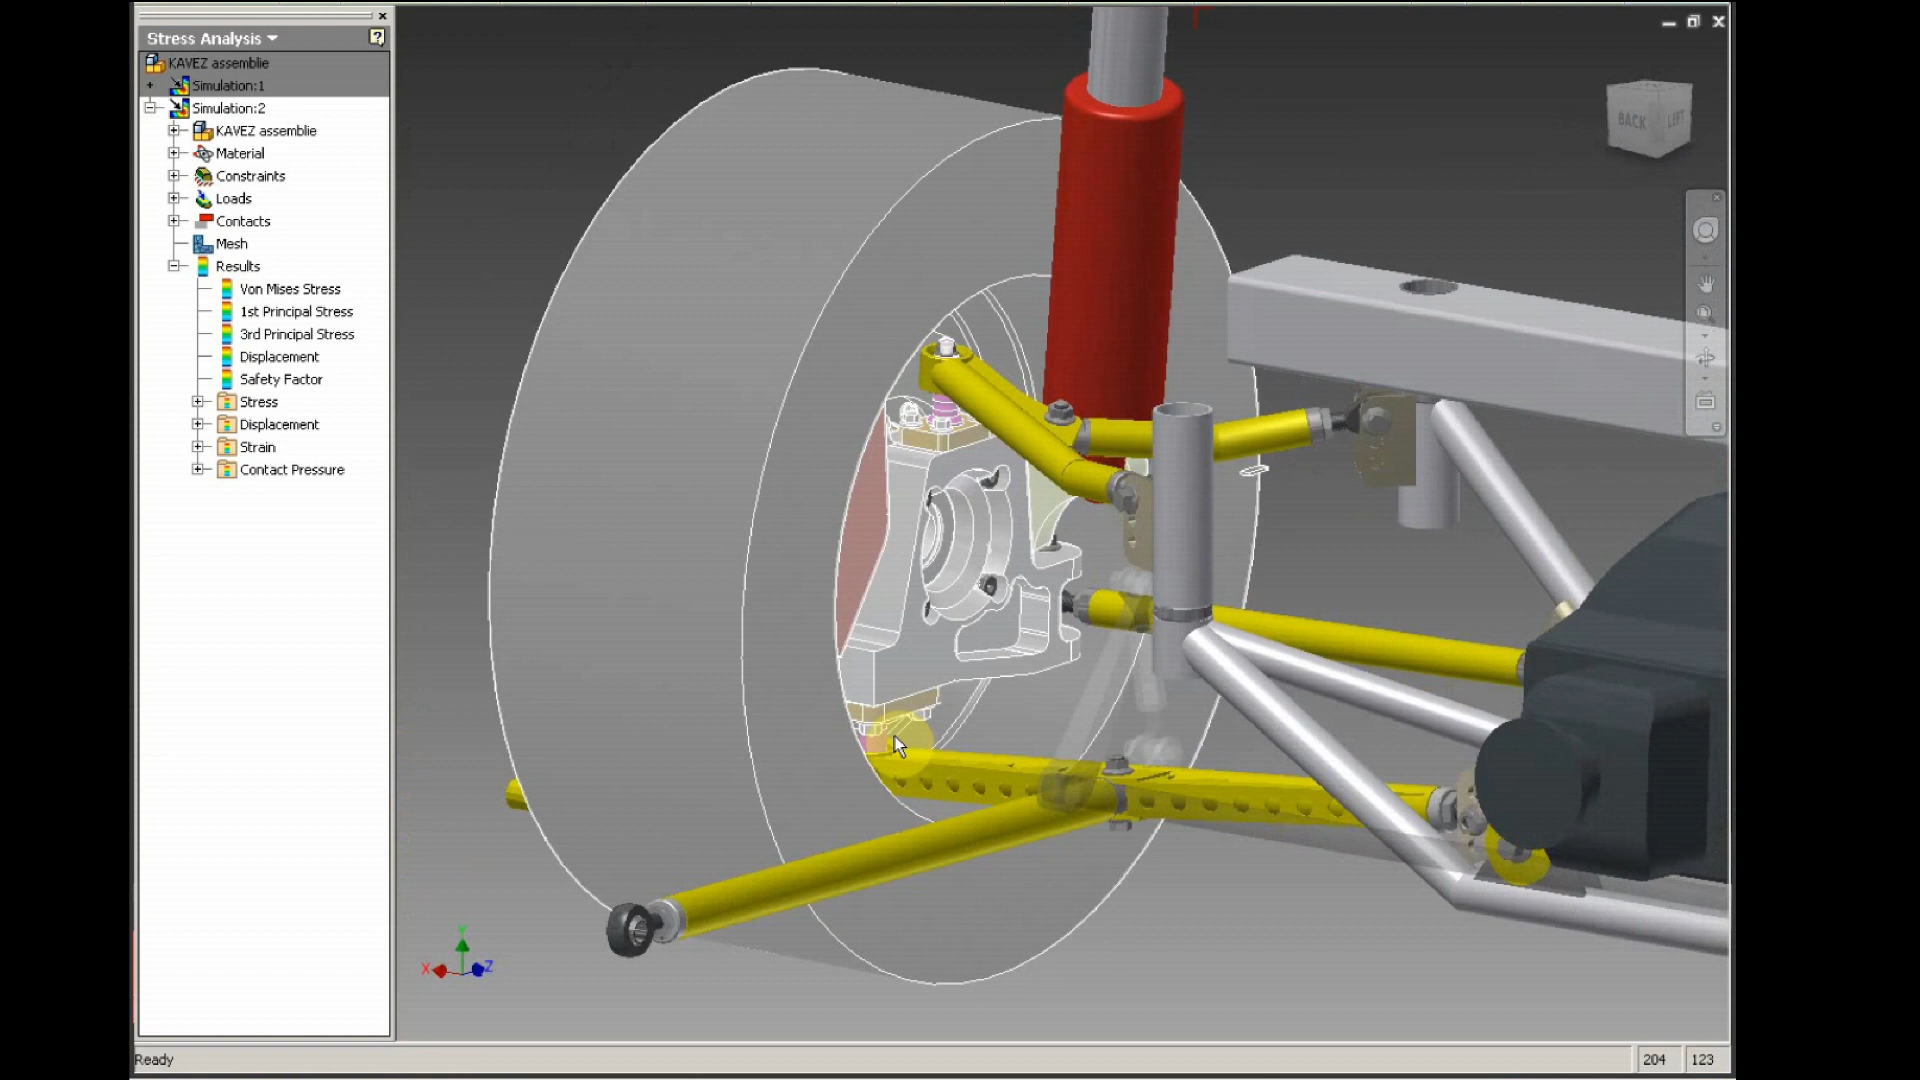 Stress Analysis
KAVEZ assemblie
Simulation:1
Simulation:2
KAVEZ assemblie
Material
Constraints
Loads
Contacts
Mesh
Results
Von Mises Stress
1st Principal Stress
3rd Principal Stress
Displacement
Safety Factor
Stress
Displacement
Strain
Contact Pressure
BACK
LEFT
Y
X
Z
Ready
204
123